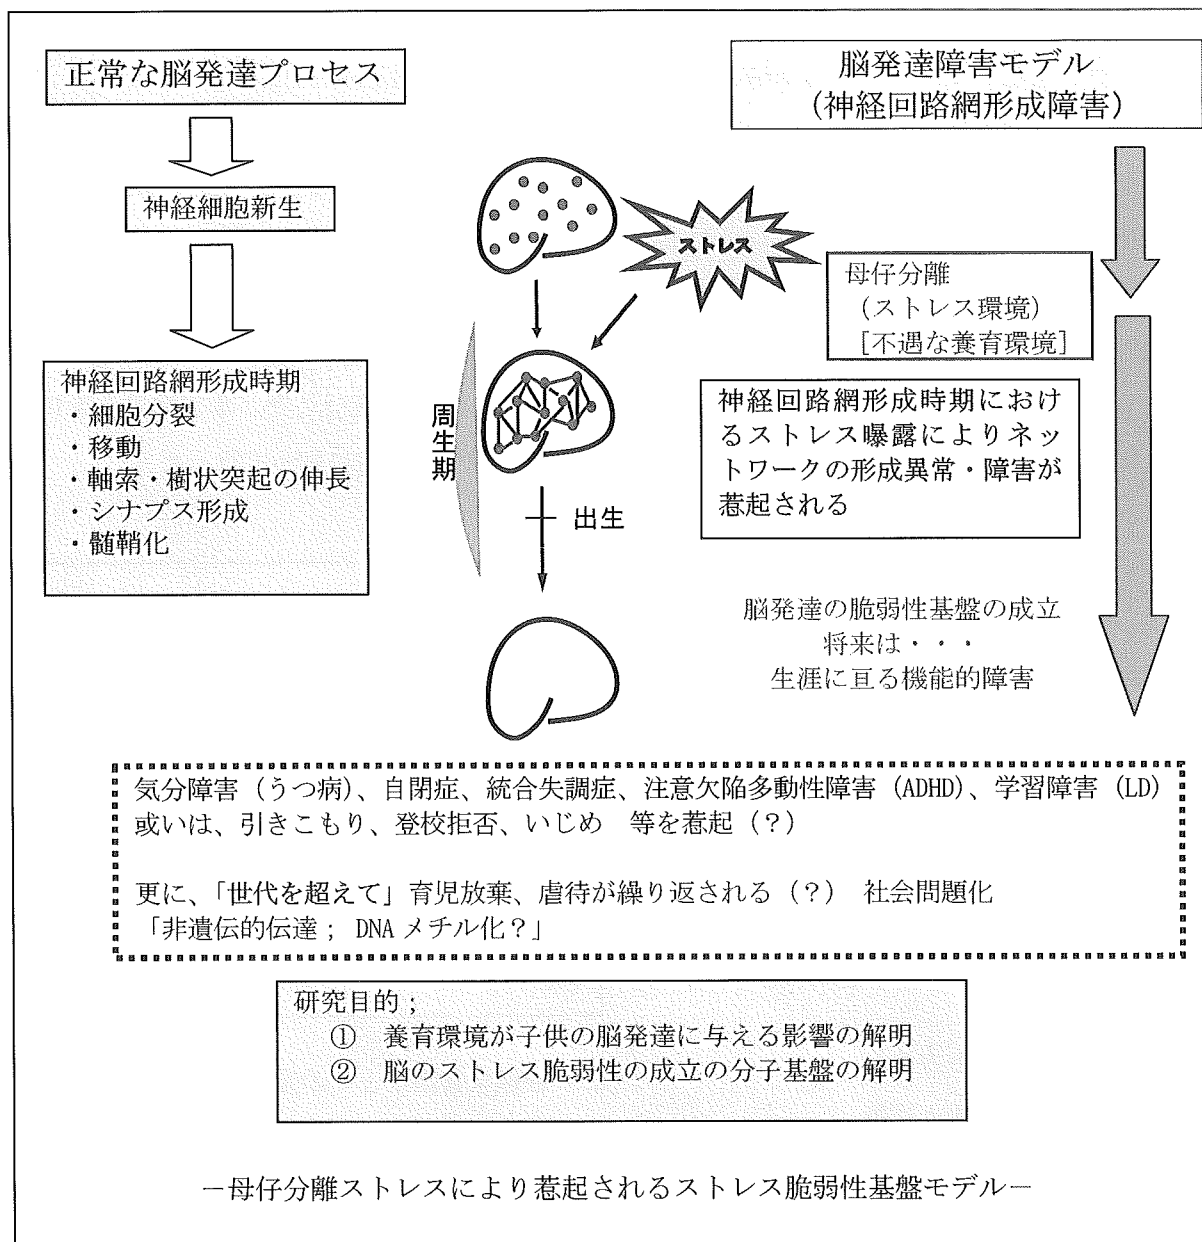 正常な脳発達プロセス
神経細胞新生
神経回路網形成時期
・細胞分裂
・移動
・軸索・樹状突起の伸長
・シナプス形成
・髄鞘化
周生期
ストレス
出生
脳発達障害モデル
(神経回路網形成障害)
母仔分離
(ストレス環境)
[不遇な養育環境]
神経回路網形成時期におけ
るストレス曝露によりネッ
トワークの形成異常・障害が
惹起される
脳発達の脆弱性基盤の成立
将来は・・・
生涯に亘る機能的障害
気分障害(うつ病)、自閉症、統合失調症、注意欠陥多動性障害(ADHD)、学習障害(LD)
或いは、引きこもり、登校拒否、いじめ 等を惹起(?)
更に、「世代を超えて」育児放棄、虐待が繰り返される(?) 社会問題化
「非遺伝的伝達; DNAメチル化?」
研究目的;
① 養育環境が子供の脳発達に与える影響の解明
② 脳のストレス脆弱性の成立の分子基盤の解明
－母仔分離ストレスにより惹起されるストレス脆弱性基盤モデル－